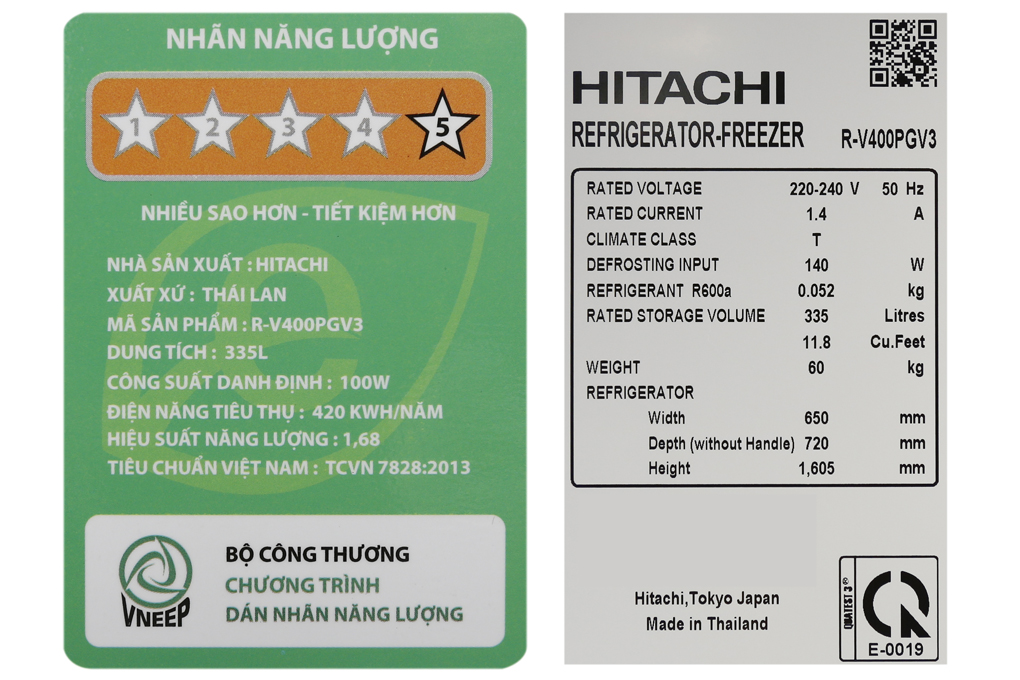 NHÃN NĂNG LƯỢNG
1 2 3 4 5
NHIỀU SAO HƠN - TIẾT KIỆM HƠN
NHÀ SẢN XUẤT : HITACHI
XUẤT XỨ : THÁI LAN
MÃ SẢN PHẨM : R-V400PGV3
DUNG TÍCH : 335L
CÔNG SUẤT DANH ĐỊNH : 100W
ĐIỆN NĂNG TIÊU THỤ : 420 KWH/NĂM
HIỆU SUẤT NĂNG LƯỢNG : 1,68
TIÊU CHUẨN VIỆT NAM : TCVN 7828:2013
VNEEP
BỘ CÔNG THƯƠNG
CHƯƠNG TRÌNH
DÁN NHÃN NĂNG LƯỢNG
HITACHI
REFRIGERATOR-FREEZER R-V400PGV3
RATED VOLTAGE 220-240 V 50 Hz
RATED CURRENT 1.4 A
CLIMATE CLASS T
DEFROSTING INPUT 140 W
REFRIGERANT R600a 0.052 kg
RATED STORAGE VOLUME 335 Litres
11.8 Cu.Feet
WEIGHT 60 kg
REFRIGERATOR
Width 650 mm
Depth (without Handle) 720 mm
Height 1,605 mm
Hitachi,Tokyo Japan
Made in Thailand
QUATEST 3®
E-0019